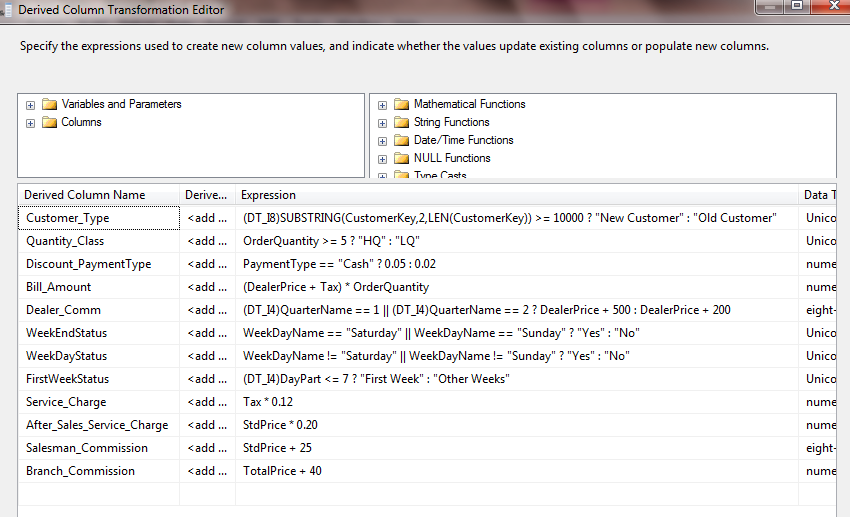 Derived Column Transformation Editor
Specify the expressions used to create new column values, and indicate whether the values update existing columns or populate new columns.
Variables and Parameters
Columns
Mathematical Functions
String Functions
Date/Time Functions
NULL Functions
Type Casts
Derived Column Name Derive... Expression Data T
Customer_Type <add ... (DT_I8)SUBSTRING(CustomerKey,2,LEN(CustomerKey)) >= 10000 ? "New Customer" : "Old Customer" Unico
Quantity_Class <add ... OrderQuantity >= 5 ? "HQ" : "LQ" Unico
Discount_PaymentType <add ... PaymentType == "Cash" ? 0.05 : 0.02 nume
Bill_Amount <add ... (DealerPrice + Tax) * OrderQuantity nume
Dealer_Comm <add ... (DT_I4)QuarterName == 1 || (DT_I4)QuarterName == 2 ? DealerPrice + 500 : DealerPrice + 200 eight-
WeekEndStatus <add ... WeekDayName == "Saturday" || WeekDayName == "Sunday" ? "Yes" : "No" Unico
WeekDayStatus <add ... WeekDayName != "Saturday" || WeekDayName != "Sunday" ? "Yes" : "No" Unico
FirstWeekStatus <add ... (DT_I4)DayPart <= 7 ? "First Week" : "Other Weeks" Unico
Service_Charge <add ... Tax * 0.12 nume
After_Sales_Service_Charge <add ... StdPrice * 0.20 nume
Salesman_Commission <add ... StdPrice + 25 eight-
Branch_Commission <add ... TotalPrice + 40 nume